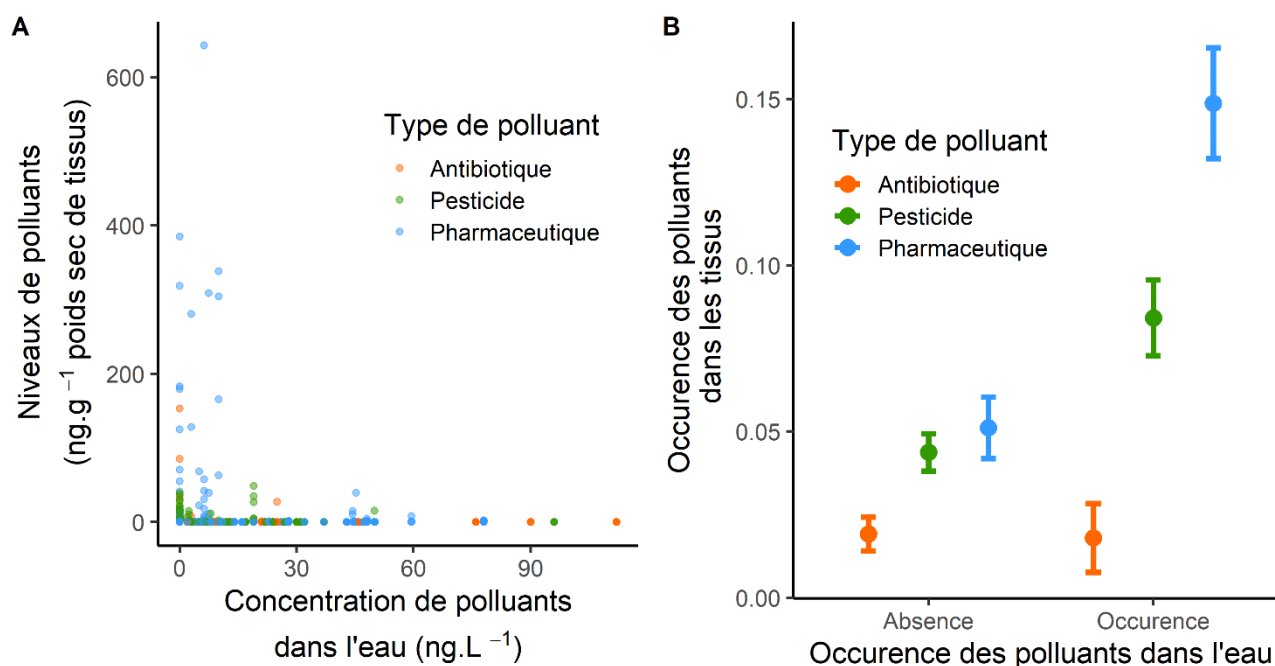 A
Niveaux de polluants
(ng.g ⁻¹ poids sec de tissus)
600
400
200
0
Type de polluant
Antibiotique
Pesticide
Pharmaceutique
0 30 60 90
Concentration de polluants
dans l'eau (ng.L ⁻¹)
B
Occurence des polluants
dans les tissus
0.15
0.10
0.05
0.00
Type de polluant
Antibiotique
Pesticide
Pharmaceutique
Absence Occurence
Occurence des polluants dans l'eau